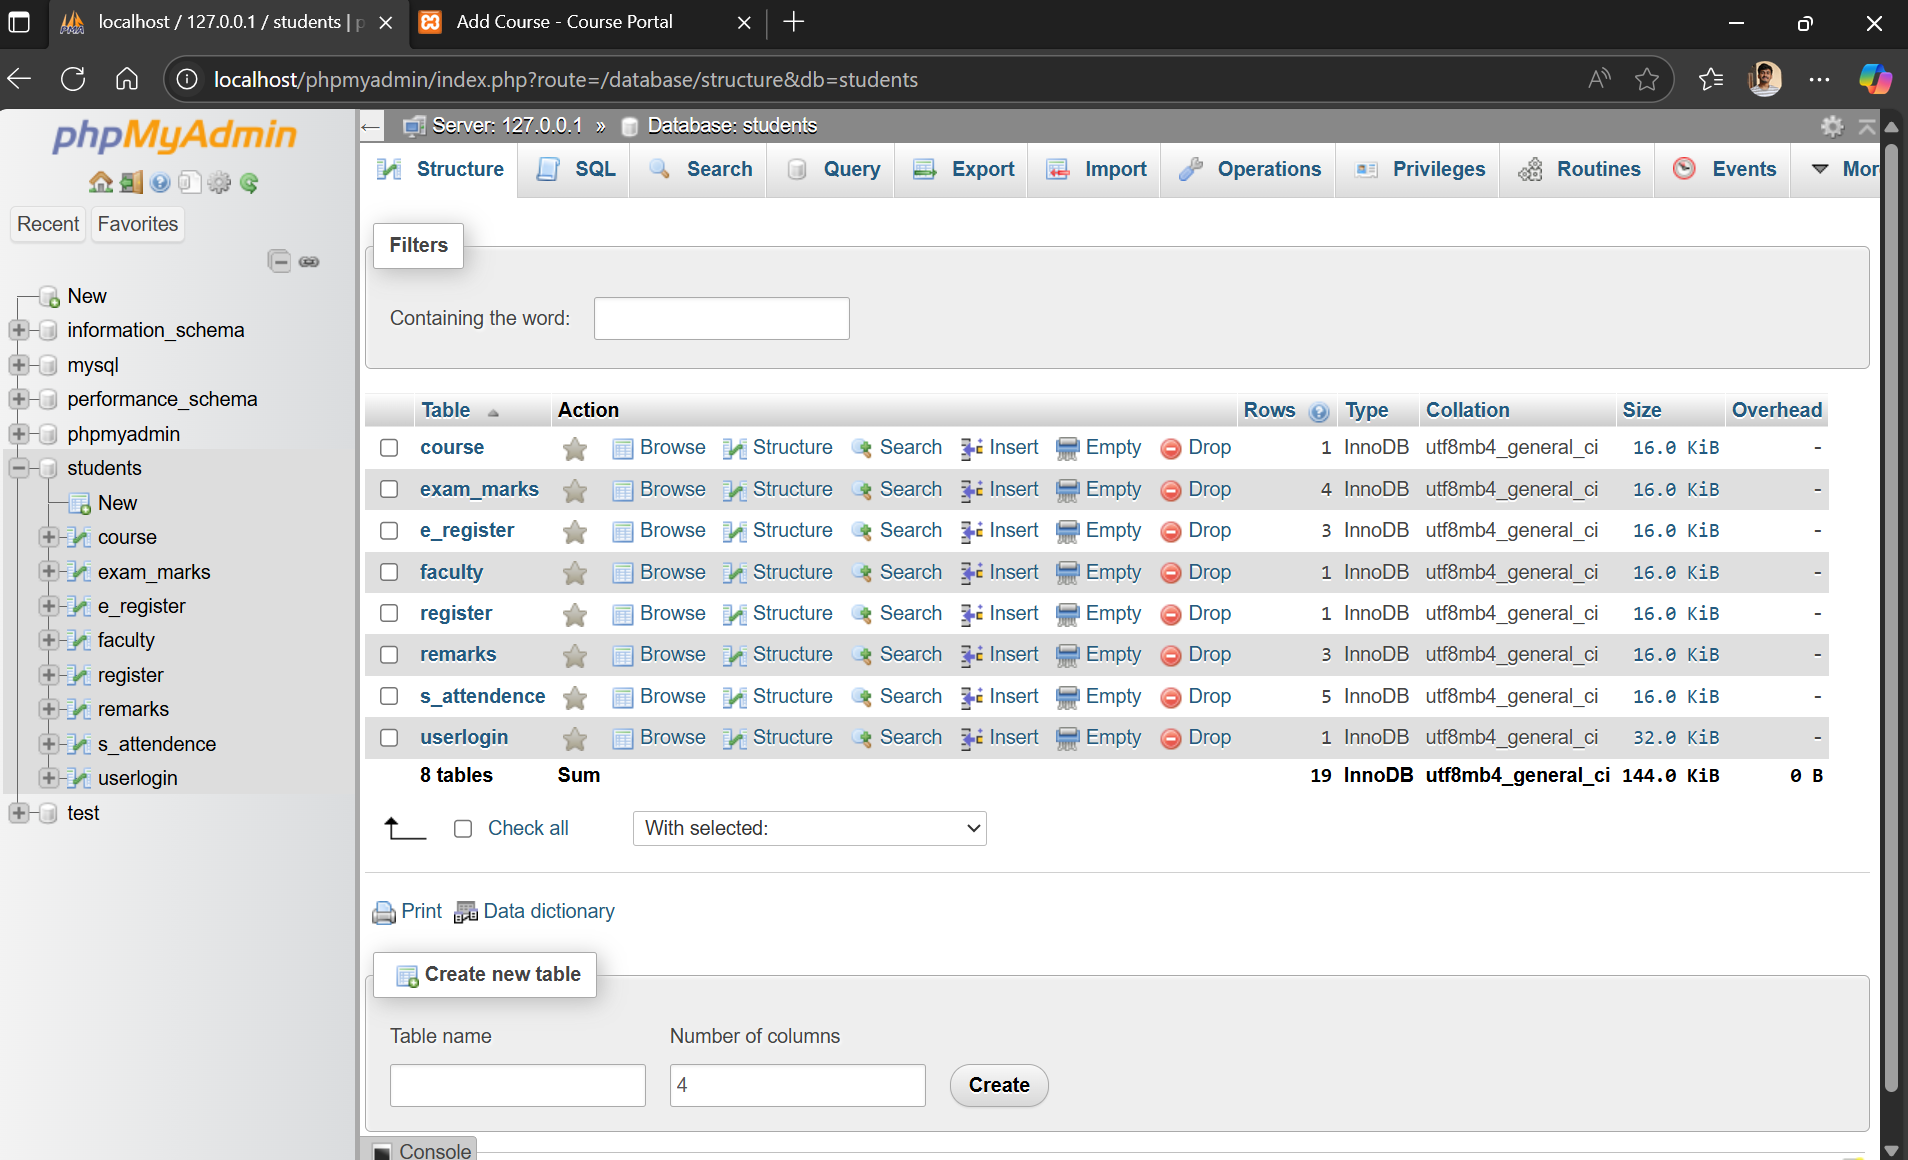 localhost / 127.0.0.1 / students | p
Add Course - Course Portal
localhost/phpmyadmin/index.php?route=/database/structure&db=students
phpMyAdmin
Recent Favorites
New
information_schema
mysql
performance_schema
phpmyadmin
students
New
course
exam_marks
e_register
faculty
register
remarks
s_attendence
userlogin
test
Server: 127.0.0.1 » Database: students
Structure SQL Search Query Export Import Operations Privileges Routines Events Mor
Filters
Containing the word:
Table Action Rows Type Collation Size Overhead
course Browse Structure Search Insert Empty Drop 1 InnoDB utf8mb4_general_ci 16.0 KiB -
exam_marks Browse Structure Search Insert Empty Drop 4 InnoDB utf8mb4_general_ci 16.0 KiB -
e_register Browse Structure Search Insert Empty Drop 3 InnoDB utf8mb4_general_ci 16.0 KiB -
faculty Browse Structure Search Insert Empty Drop 1 InnoDB utf8mb4_general_ci 16.0 KiB -
register Browse Structure Search Insert Empty Drop 1 InnoDB utf8mb4_general_ci 16.0 KiB -
remarks Browse Structure Search Insert Empty Drop 3 InnoDB utf8mb4_general_ci 16.0 KiB -
s_attendence Browse Structure Search Insert Empty Drop 5 InnoDB utf8mb4_general_ci 16.0 KiB -
userlogin Browse Structure Search Insert Empty Drop 1 InnoDB utf8mb4_general_ci 32.0 KiB -
8 tables Sum 19 InnoDB utf8mb4_general_ci 144.0 KiB 0 B
Check all With selected:
Print Data dictionary
Create new table
Table name Number of columns
4 Create
Console